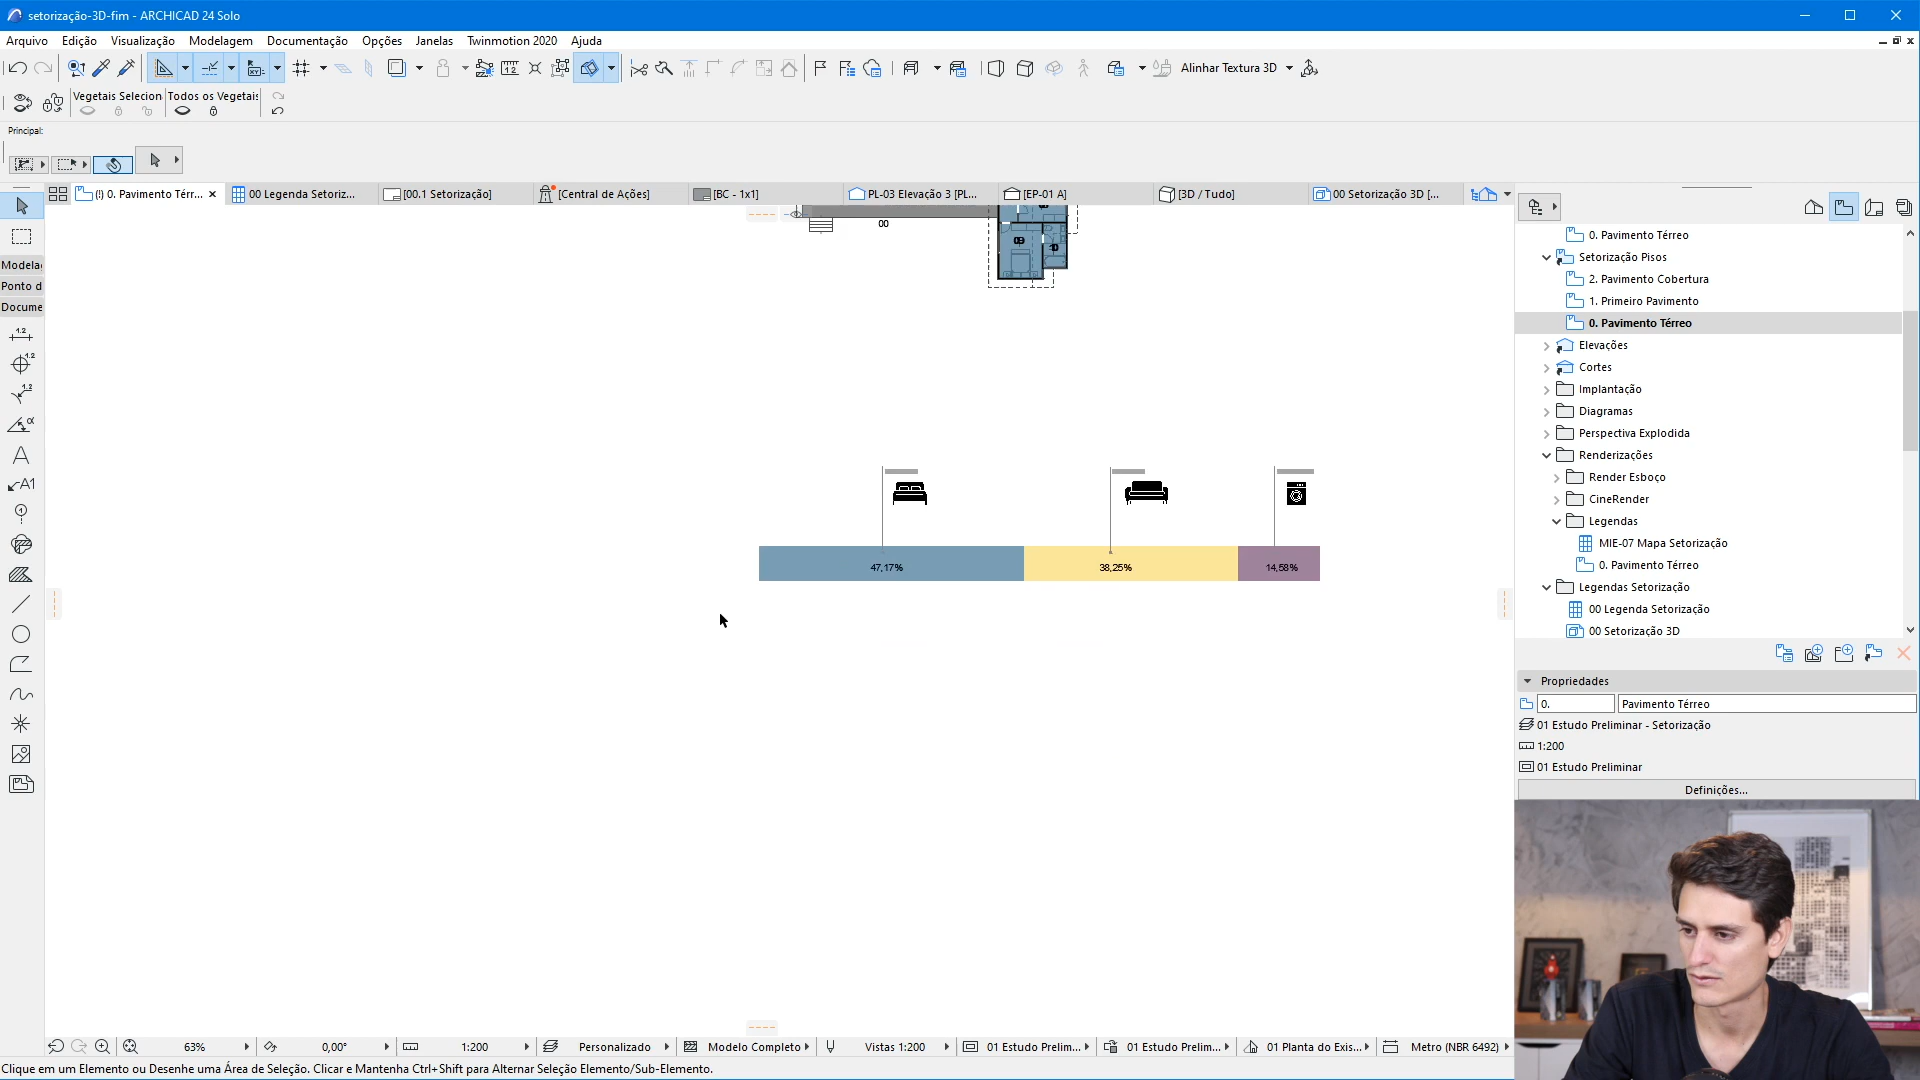 setorização-3D-fim - ARCHICAD 24 Solo
Arquivo Edição Visualização Modelagem Documentação Opções Janelas Twinmotion 2020 Ajuda
Alinhar Textura 3D
Vegetais Selecion Todos os Vegetais
Principal:
(!) 0. Pavimento Térr... 00 Legenda Setoriz... [00.1 Setorização] [Central de Ações] [BC - 1x1] PL-03 Elevação 3 [PL... [EP-01 A] [3D / Tudo] 00 Setorização 3D [...
Modela
Ponto d
Docume
00
09
10
47,17%
38,25%
14,58%
0. Pavimento Térreo
Setorização Pisos
2. Pavimento Cobertura
1. Primeiro Pavimento
0. Pavimento Térreo
Elevações
Cortes
Implantação
Diagramas
Perspectiva Explodida
Renderizações
Render Esboço
CineRender
Legendas
MIE-07 Mapa Setorização
0. Pavimento Térreo
Legendas Setorização
00 Legenda Setorização
00 Setorização 3D
Propriedades
0. Pavimento Térreo
01 Estudo Preliminar - Setorização
1:200
01 Estudo Preliminar
Definições...
63% 0,00° 1:200 Personalizado Modelo Completo Vistas 1:200 01 Estudo Prelim... 01 Estudo Prelim... 01 Planta do Exis... Metro (NBR 6492)
Clique em um Elemento ou Desenhe uma Área de Seleção. Clicar e Mantenha Ctrl+Shift para Alternar Seleção Elemento/Sub-Elemento.